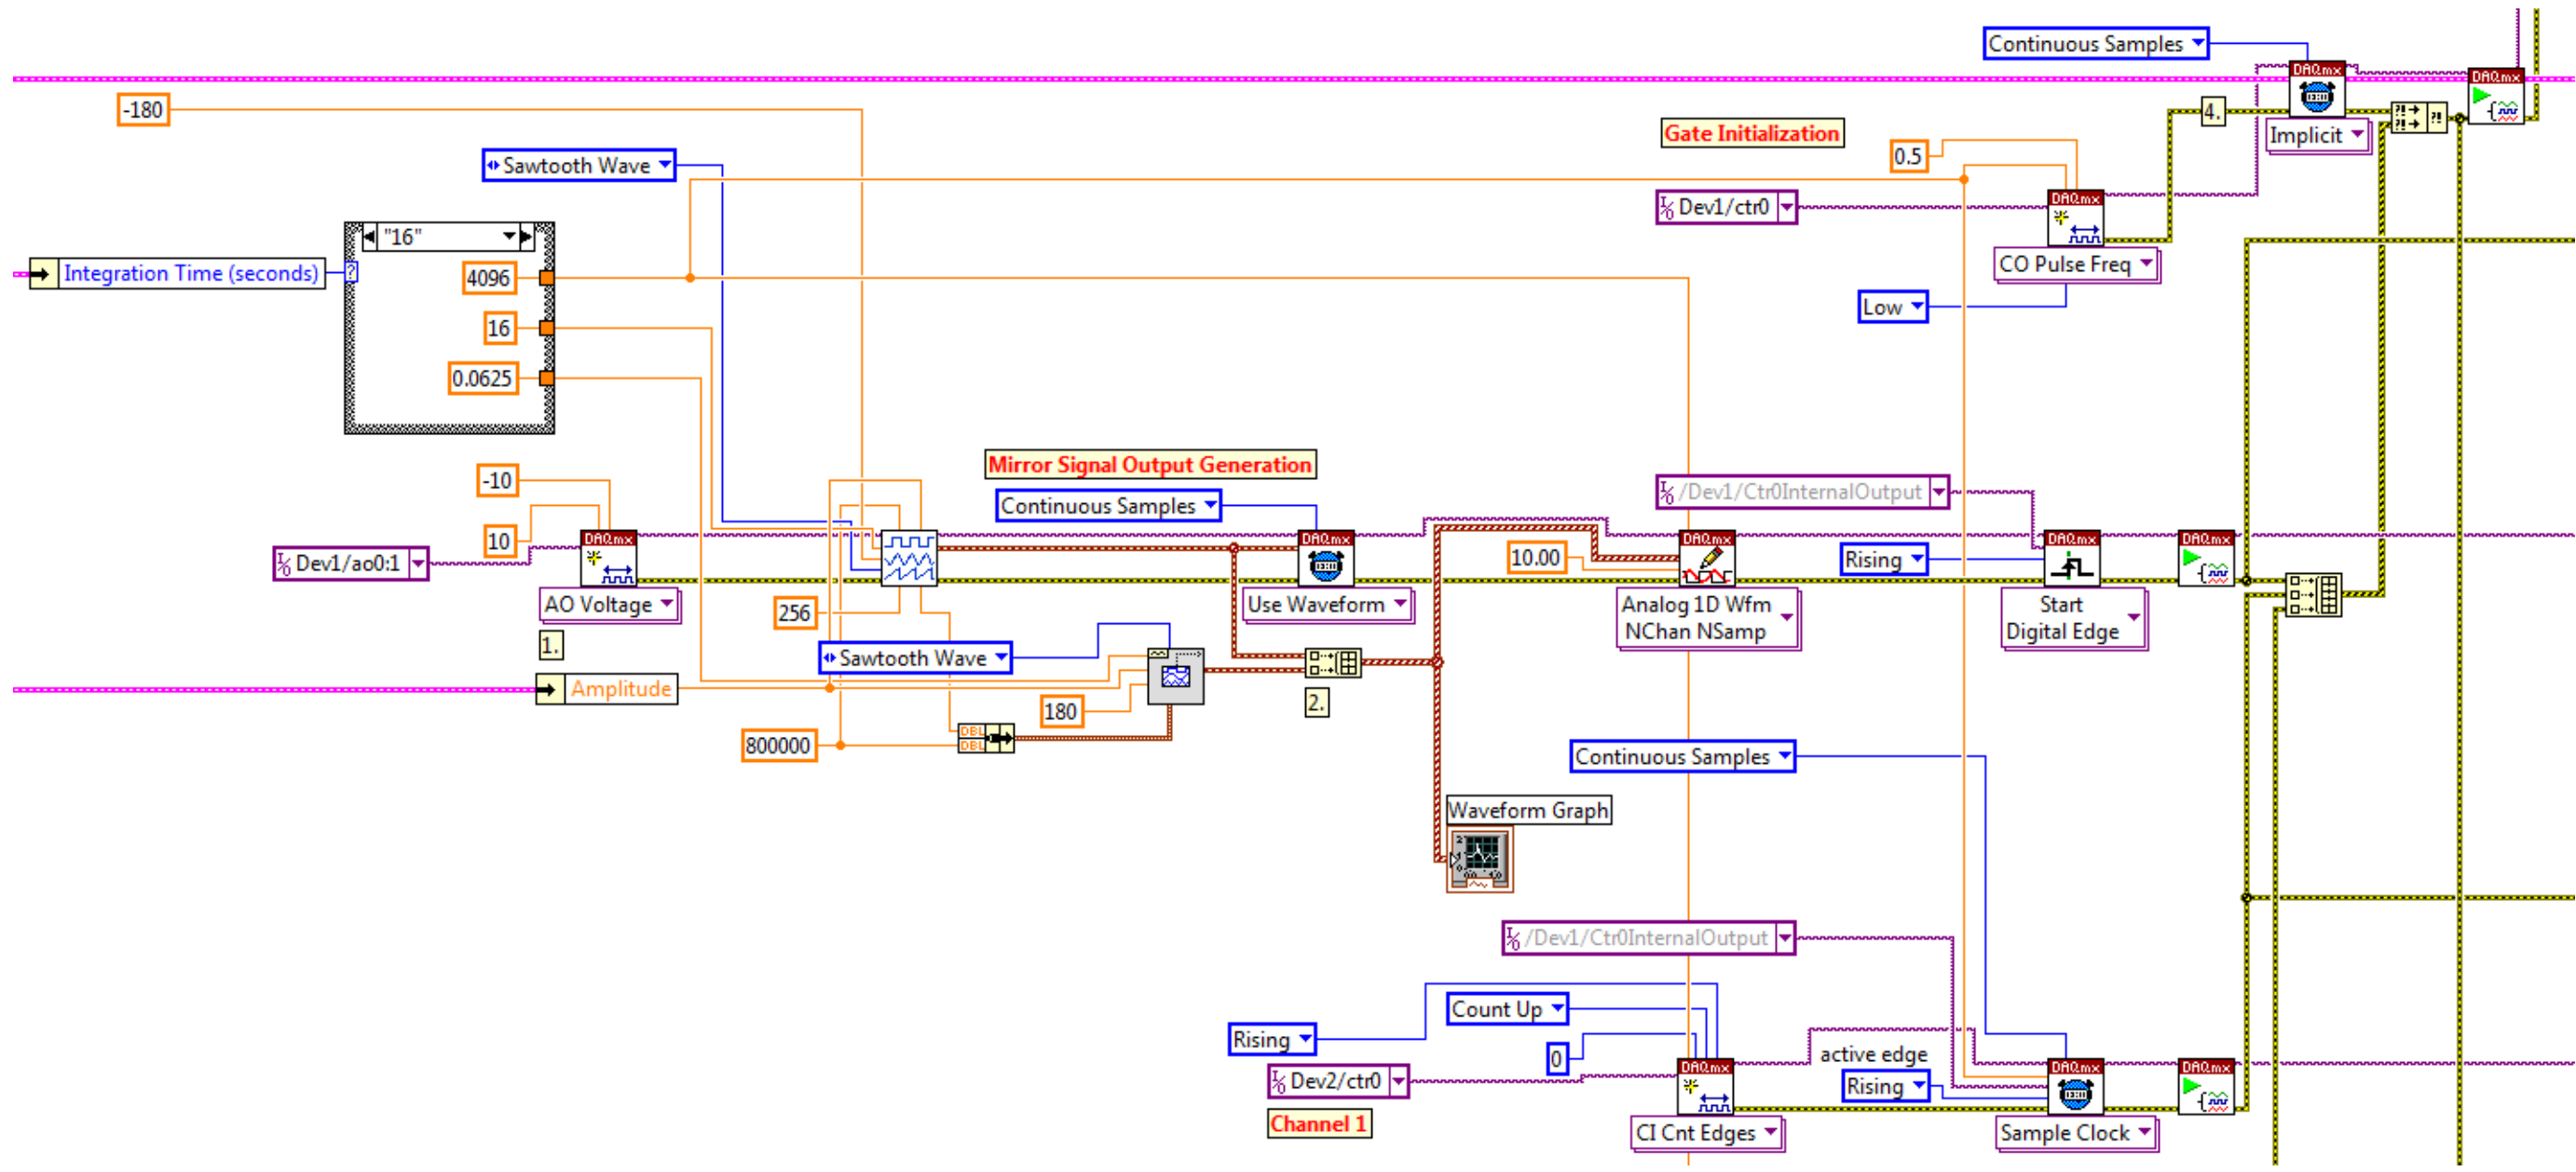 Continuous Samples
DAQmx
DAQmx
-180
4.
Implicit
Gate Initialization
0.5
Sawtooth Wave
Dev1/ctr0
DAQmx
"16"
CO Pulse Freq
Integration Time (seconds)
?
4096
Low
16
0.0625
Mirror Signal Output Generation
-10
/Dev1/Ctr0InternalOutput
Continuous Samples
10
DAQmx
DAQmx
DAQmx
DAQmx
DAQmx
Dev1/ao0:1
10.00
Rising
AO Voltage
256
Use Waveform
Analog 1D Wfm
NChan NSamp
Start
Digital Edge
1.
Sawtooth Wave
Amplitude
2.
180
800000
DBL
DBL
Continuous Samples
Waveform Graph
/Dev1/Ctr0InternalOutput
Count Up
Rising
0
active edge
DAQmx
DAQmx
DAQmx
Dev2/ctr0
Rising
Channel 1
CI Cnt Edges
Sample Clock